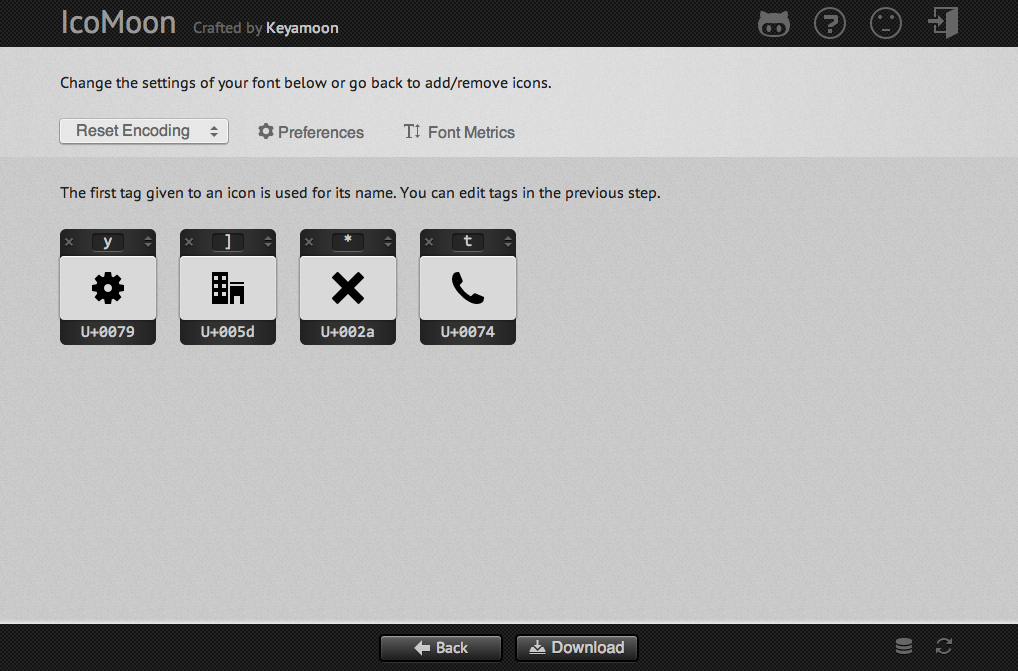 IcoMoon Crafted by Keyamoon
Change the settings of your font below or go back to add/remove icons.
Reset Encoding Preferences Font Metrics
The first tag given to an icon is used for its name. You can edit tags in the previous step.
y ] * t
U+0079 U+005d U+002a U+0074
Back Download